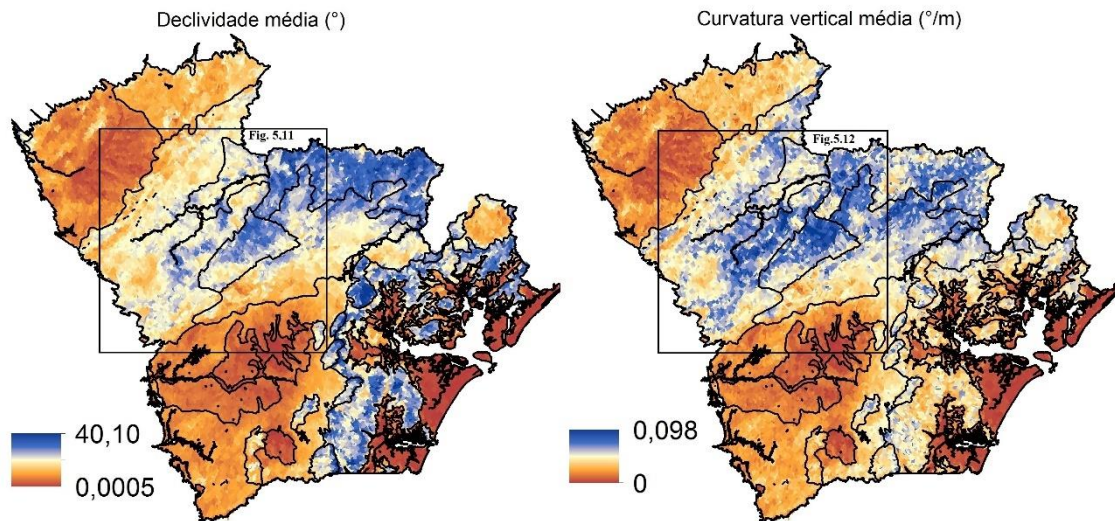 Declividade média (°)
Fig. 5.11
40,10
0,0005
Curvatura vertical média (°/m)
Fig.5.12
0,098
0